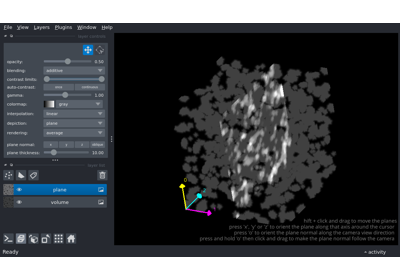 File View Layers Plugins Window Help
layer controls
opacity: 0.50
blending: additive
contrast limits:
auto-contrast: once continuous
gamma: 1.00
colormap: gray
interpolation: linear
depiction: plane
rendering: average
plane normal: x y z oblique
plane thickness: 10.00
layer list
plane
volume
hift + click and drag to move the planes
press 'x', 'y' or 'z' to orient the plane along that axis around the cursor
press 'o' to orient the plane normal along the camera view direction
press and hold 'o' then click and drag to make the plane normal follow the camera
Ready
activity